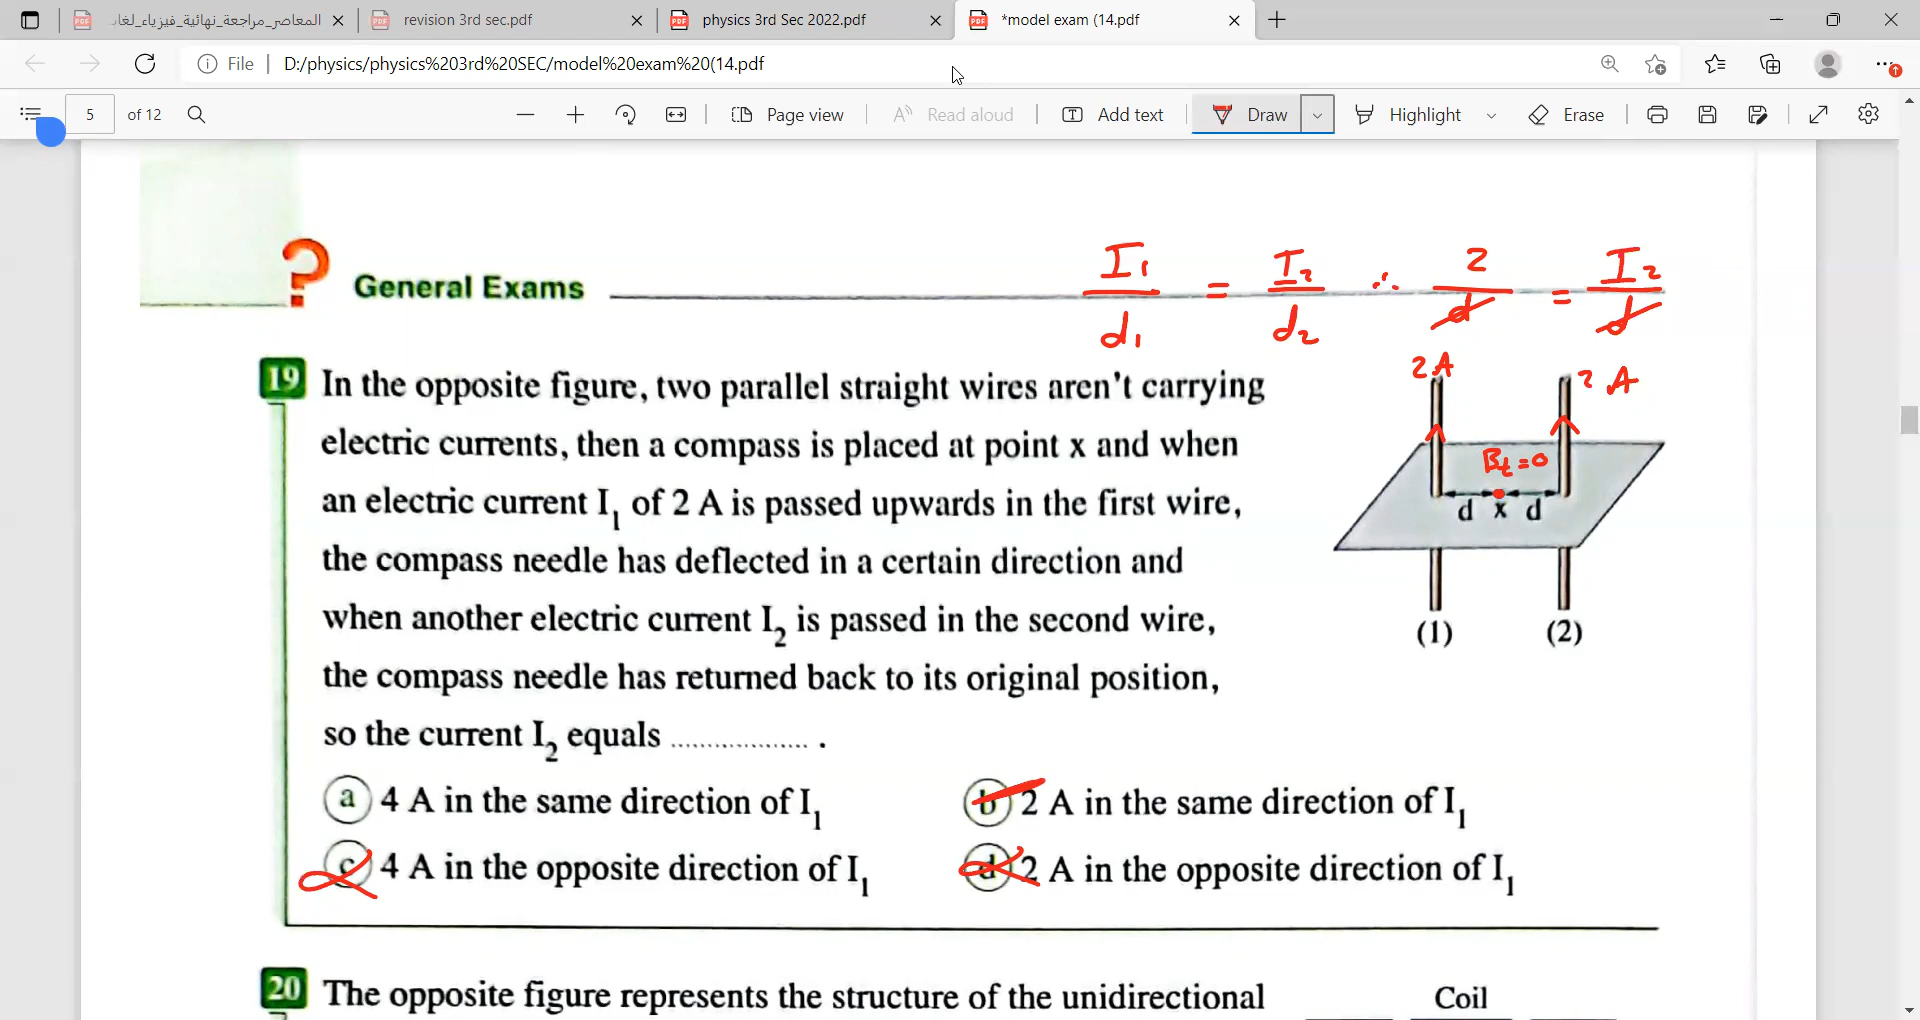 المعاصر_مراجعة_نهائية_فيزياء_لغات
revision 3rd sec.pdf
physics 3rd Sec 2022.pdf
*model exam (14.pdf
File
D:/physics/physics%203rd%20SEC/model%20exam%20(14.pdf
5 of 12
Page view
Read aloud
Add text
Draw
Highlight
Erase
? General Exams
I1/d1 = I2/d2 ∴ 2/d = I2/d
19 In the opposite figure, two parallel straight wires aren't carrying
electric currents, then a compass is placed at point x and when
an electric current I1 of 2 A is passed upwards in the first wire,
the compass needle has deflected in a certain direction and
when another electric current I2 is passed in the second wire,
the compass needle has returned back to its original position,
so the current I2 equals .................. .
2 A
2 A
Bt = 0
d x d
(1) (2)
a 4 A in the same direction of I1
b 2 A in the same direction of I1
c 4 A in the opposite direction of I1
d 2 A in the opposite direction of I1
20 The opposite figure represents the structure of the unidirectional
Coil